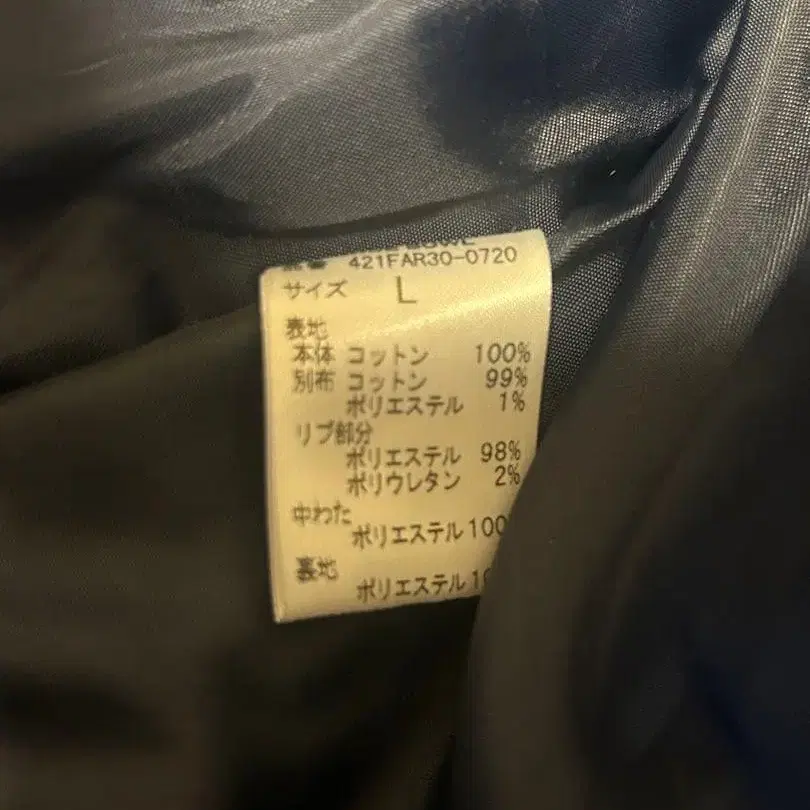 421FAR30-0720
サイズ L
表地
本体 コットン 100%
別布 コットン 99%
ポリエステル 1%
リブ部分
ポリエステル 98%
ポリウレタン 2%
中わた
ポリエステル 100
裏地
ポリエステル